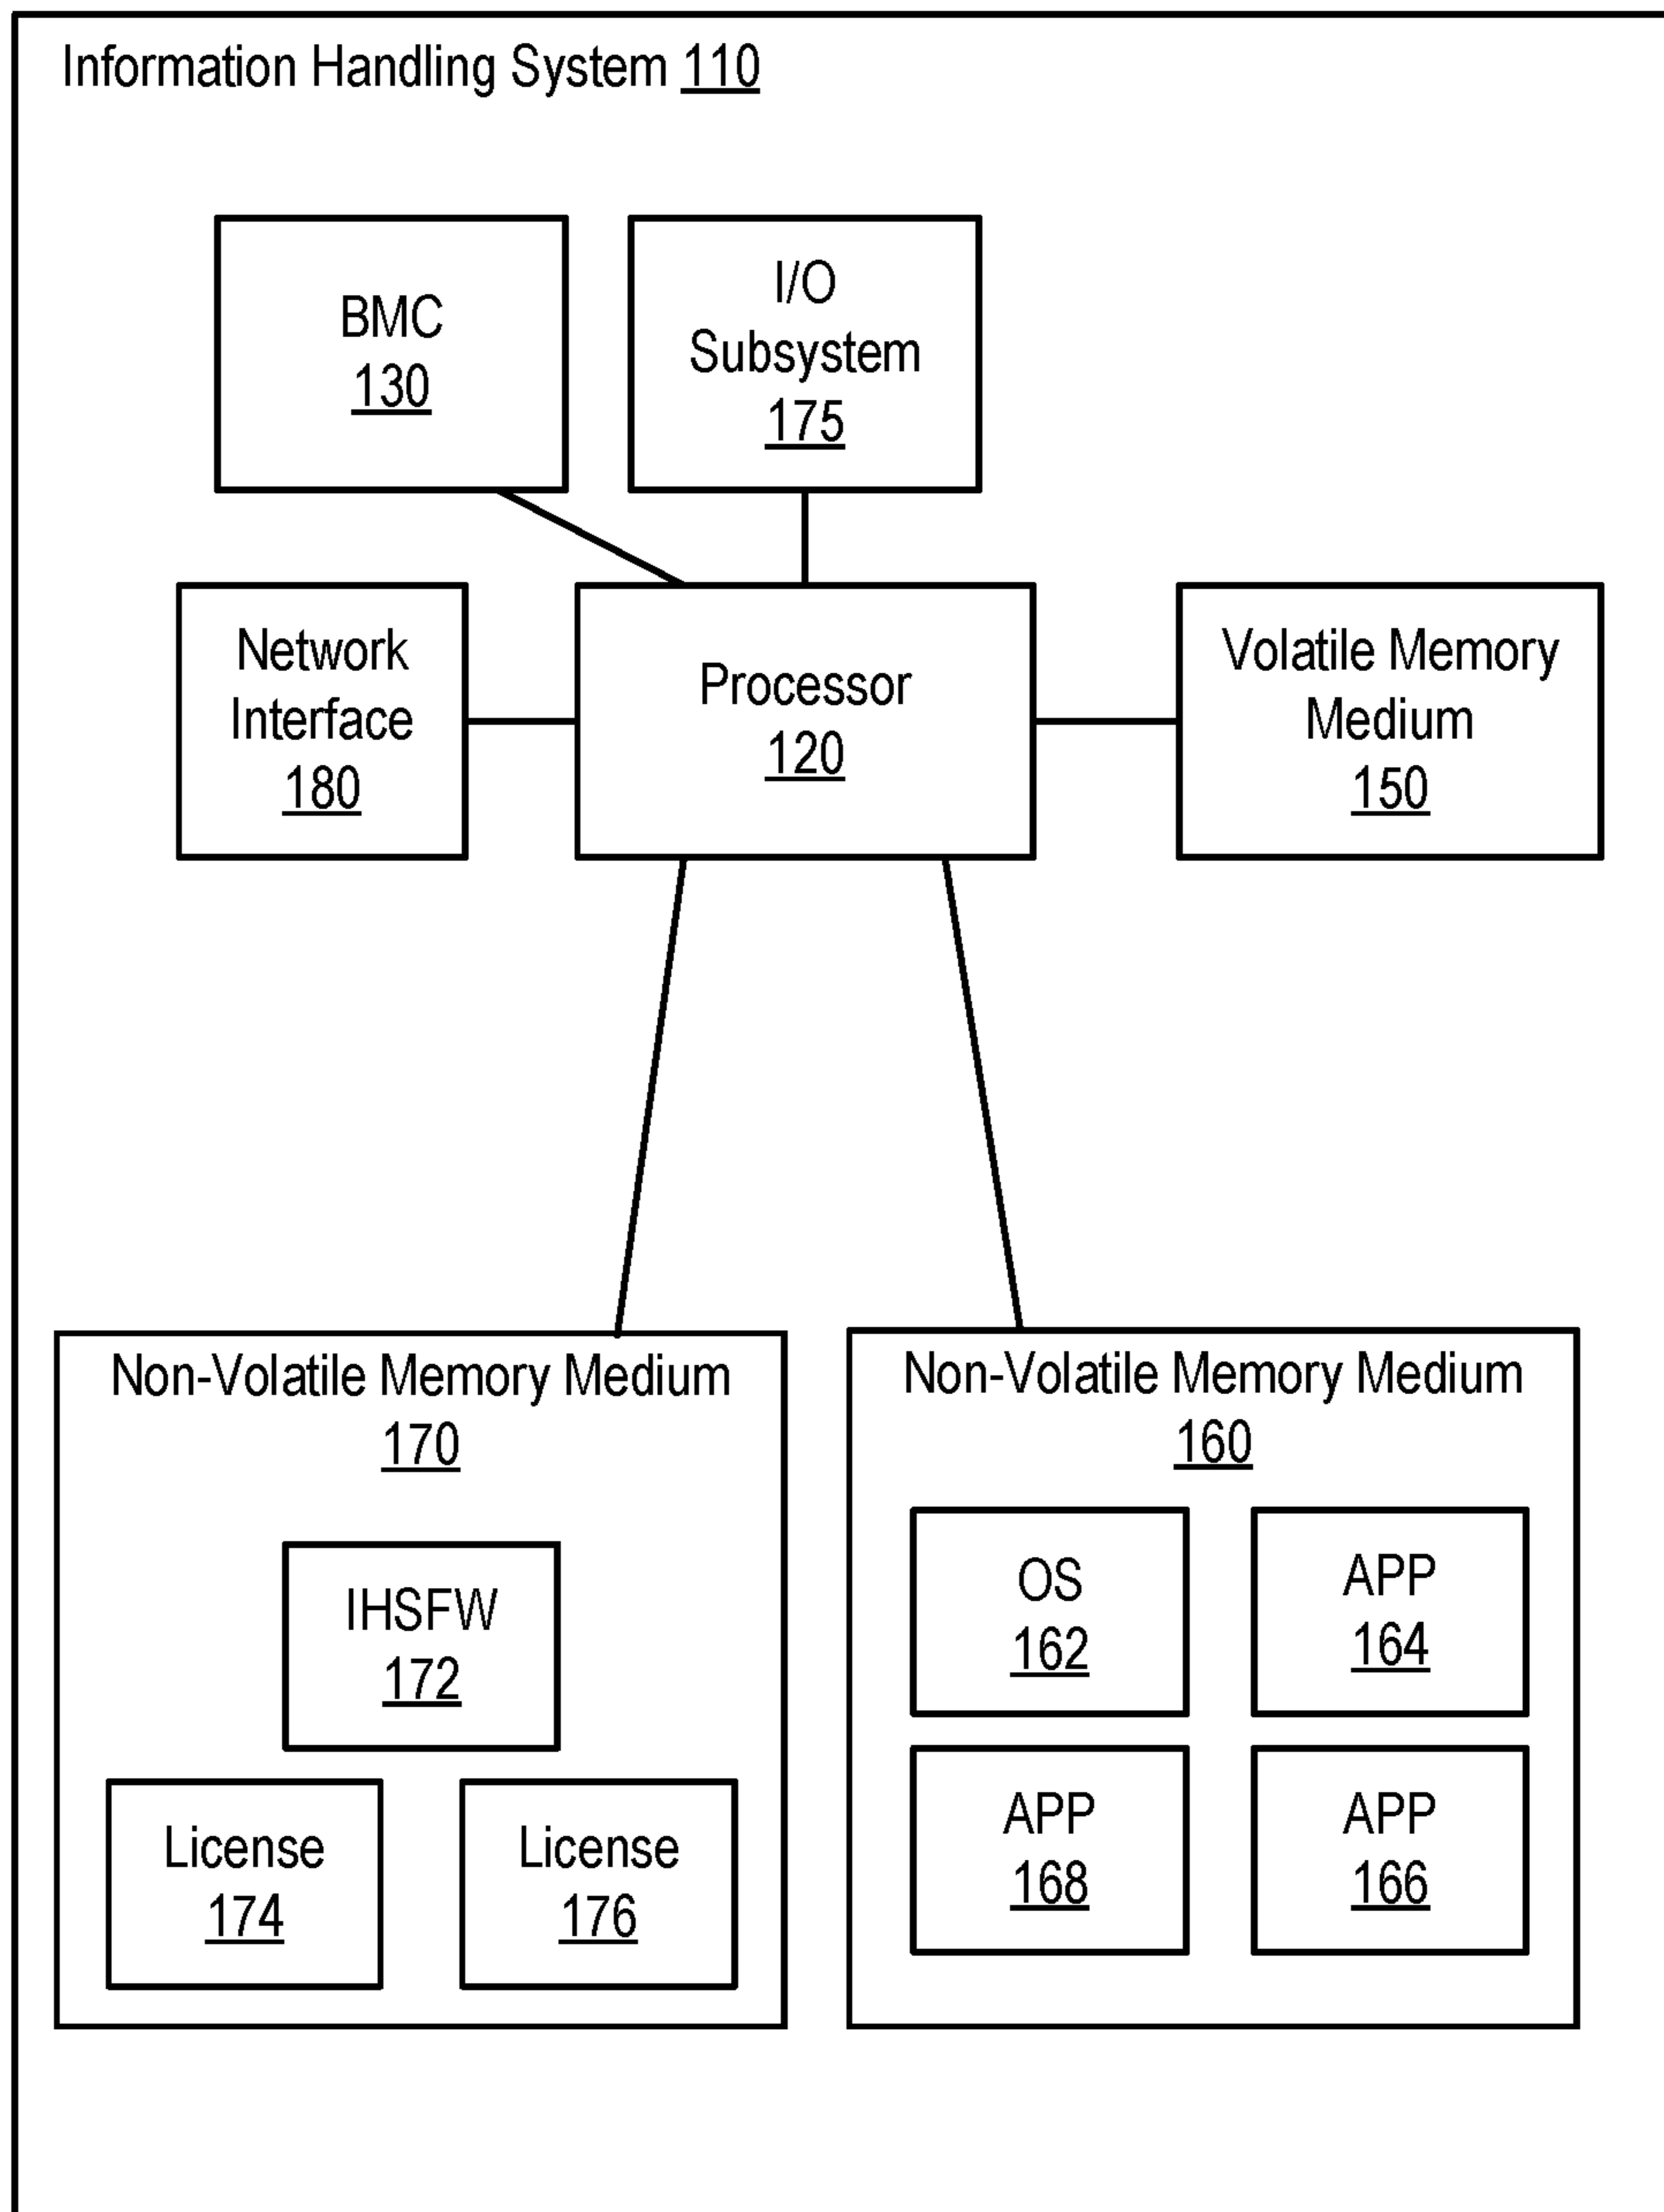 Information Handling System 110
BMC
130
I/O
Subsystem
175
Network
Interface
180
Processor
120
Volatile Memory
Medium
150
Non-Volatile Memory Medium
170
IHSFW
172
License
174
License
176
Non-Volatile Memory Medium
160
OS
162
APP
164
APP
168
APP
166